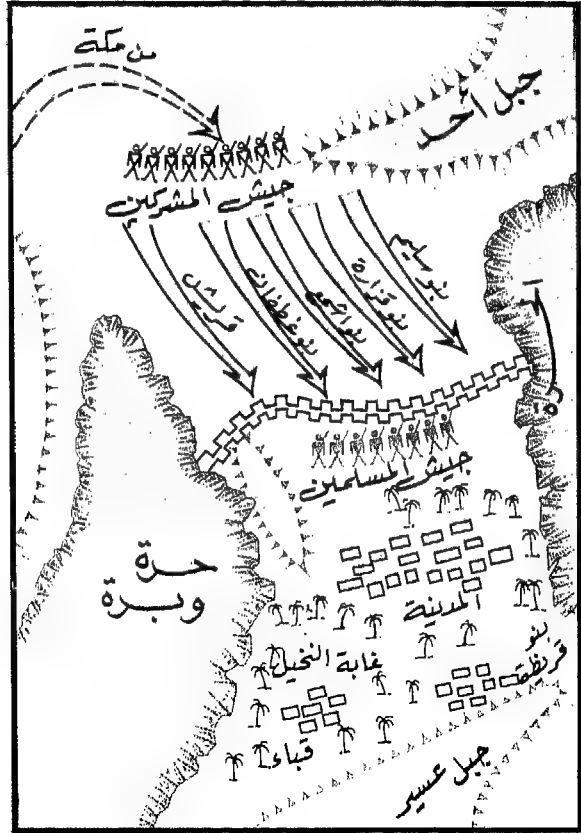 من مكة
جبل أحد
جيش المشركين
قريش
بنو غطفان
بنو اشجع
بنو فزارة
بنو سليم
جيش المسلمين
حرة
وبرة
المدينة
بنو
قريظة
غابة النخيل
قباء
جبل عسير